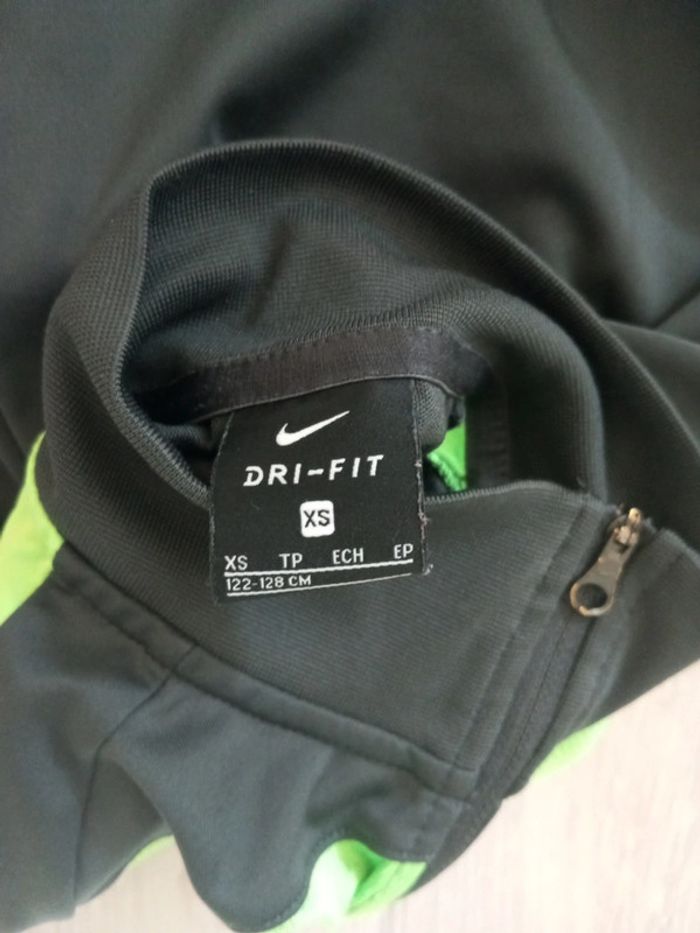 DRI-FIT
XS
XS TP ECH EP
122-128 CM